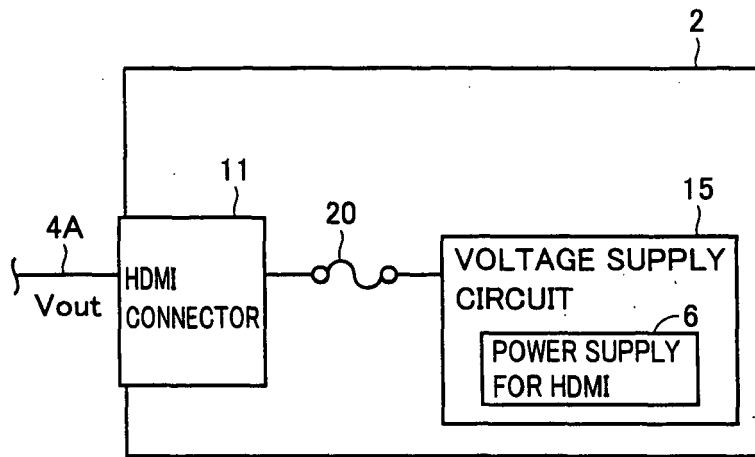 2
11
20
15
4A
Vout
HDMI
CONNECTOR
VOLTAGE SUPPLY
CIRCUIT
6
POWER SUPPLY
FOR HDMI